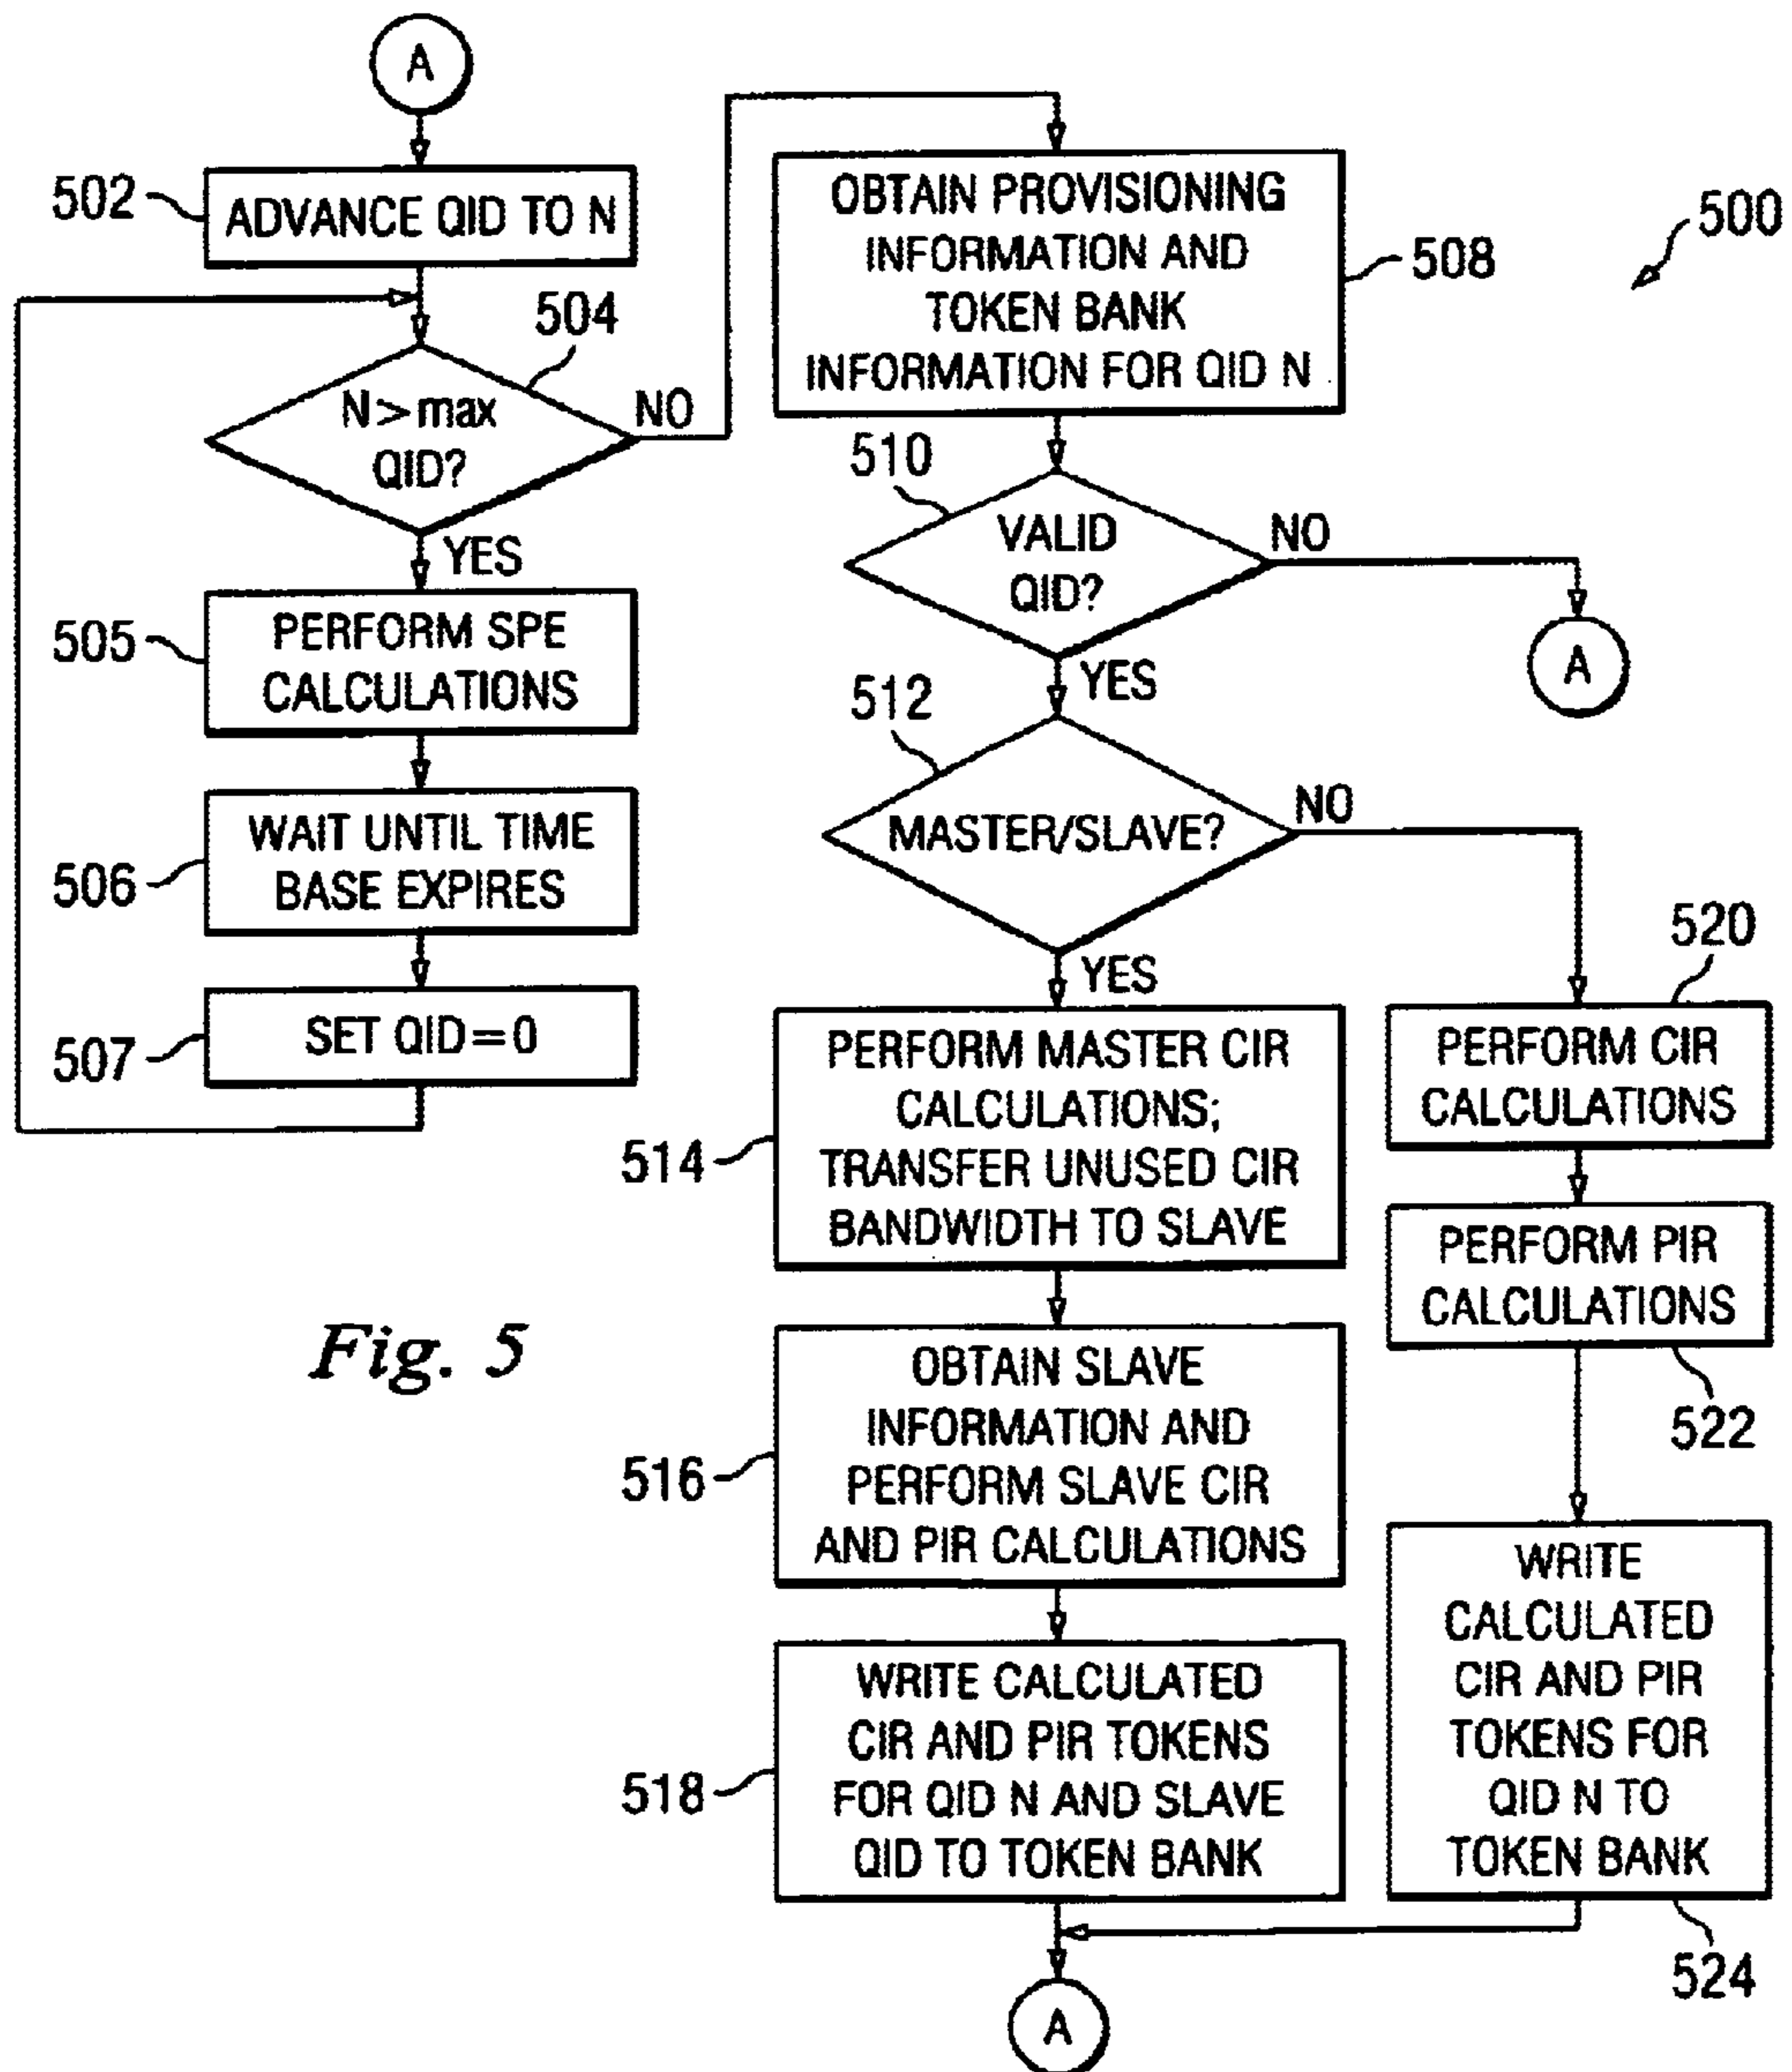 A
502
ADVANCE QID TO N
504
N>max
QID?
NO
YES
505
PERFORM SPE
CALCULATIONS
506
WAIT UNTIL TIME
BASE EXPIRES
507
SET QID=0
OBTAIN PROVISIONING
INFORMATION AND
TOKEN BANK
INFORMATION FOR QID N
508
500
510
VALID
QID?
NO
A
YES
512
MASTER/SLAVE?
NO
YES
514
PERFORM MASTER CIR
CALCULATIONS;
TRANSFER UNUSED CIR
BANDWIDTH TO SLAVE
516
OBTAIN SLAVE
INFORMATION AND
PERFORM SLAVE CIR
AND PIR CALCULATIONS
518
WRITE CALCULATED
CIR AND PIR TOKENS
FOR QID N AND SLAVE
QID TO TOKEN BANK
520
PERFORM CIR
CALCULATIONS
PERFORM PIR
CALCULATIONS
522
WRITE
CALCULATED
CIR AND PIR
TOKENS FOR
QID N TO
TOKEN BANK
524
A
Fig. 5